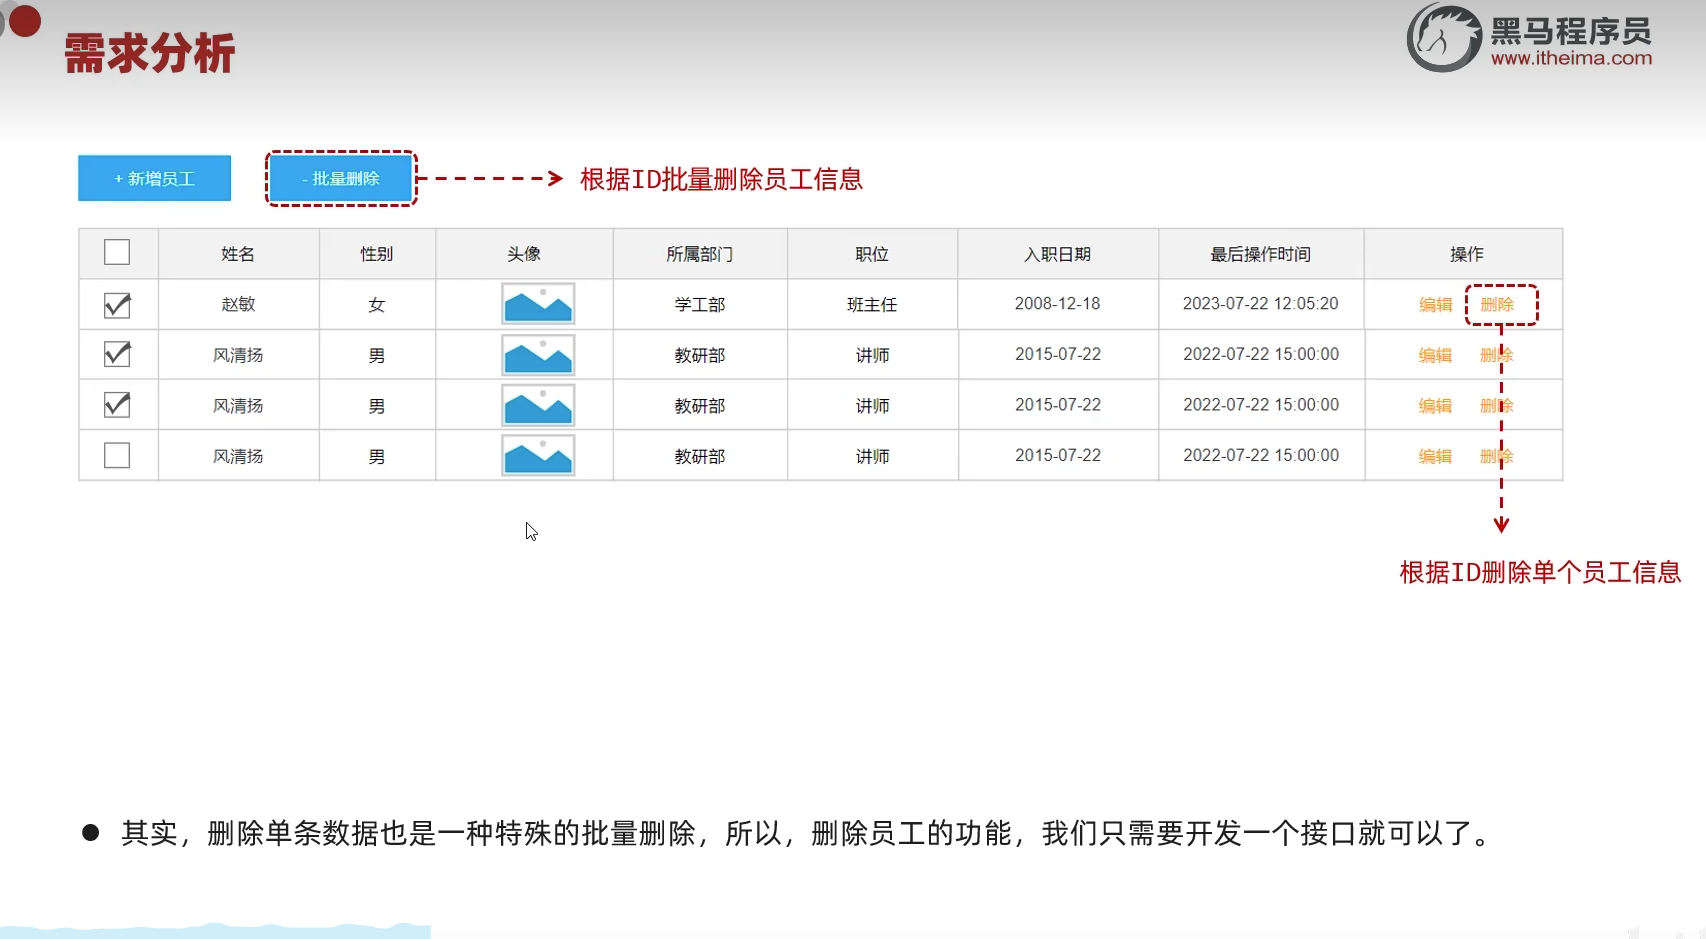 需求分析
黑马程序员
www.itheima.com
+ 新增员工
- 批量删除
根据ID批量删除员工信息
姓名 性别 头像 所属部门 职位 入职日期 最后操作时间 操作
赵敏 女 学工部 班主任 2008-12-18 2023-07-22 12:05:20 编辑 删除
风清扬 男 教研部 讲师 2015-07-22 2022-07-22 15:00:00 编辑 删除
风清扬 男 教研部 讲师 2015-07-22 2022-07-22 15:00:00 编辑 删除
风清扬 男 教研部 讲师 2015-07-22 2022-07-22 15:00:00 编辑 删除
根据ID删除单个员工信息
其实，删除单条数据也是一种特殊的批量删除，所以，删除员工的功能，我们只需要开发一个接口就可以了。